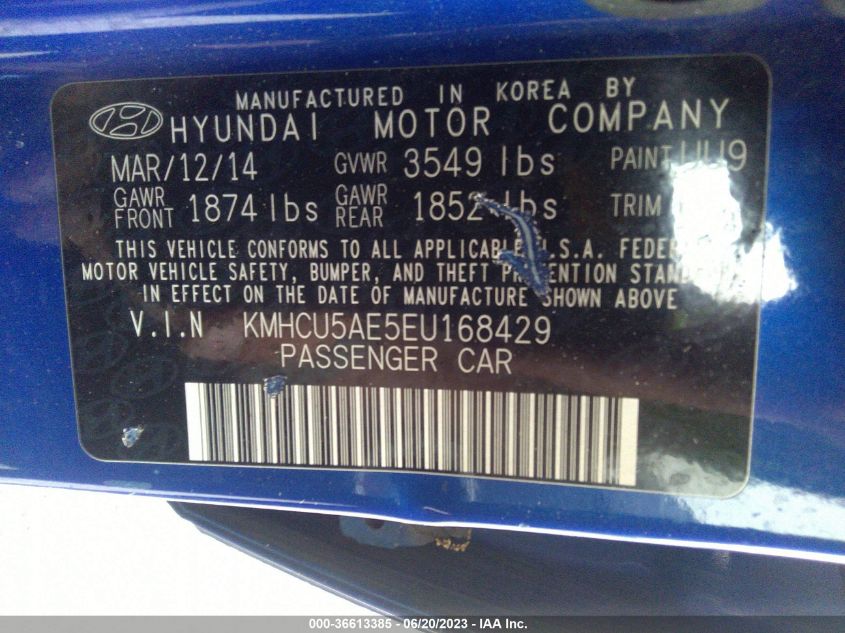 MANUFACTURED IN KOREA BY
HYUNDAI MOTOR COMPANY
MAR/12/14 GVWR 3549 lbs PAINT UU9
GAWR FRONT 1874 lbs GAWR REAR 1852 lbs TRIM
THIS VEHICLE CONFORMS TO ALL APPLICABLE U.S.A.
MOTOR VEHICLE SAFETY, BUMPER, AND THEFT PREVENTION
IN EFFECT ON THE DATE OF MANUFACTURE SHOWN ABOVE
V.I.N KMHCU5AE5EU168429
PASSENGER CAR
000-36613385 - 06/20/2023 - IAA Inc.